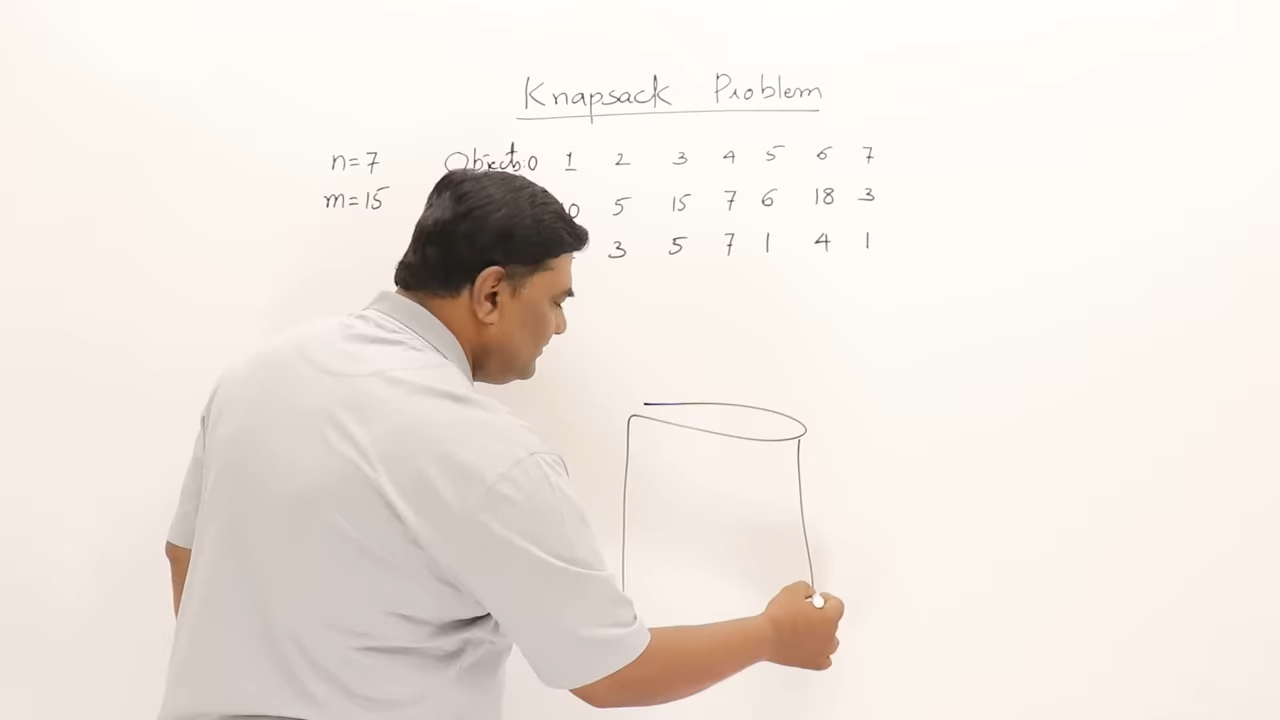 Knapsack Problem
n=7 Objects:O 1 2 3 4 5 6 7
m=15 5 15 7 6 18 3
3 5 7 1 4 1